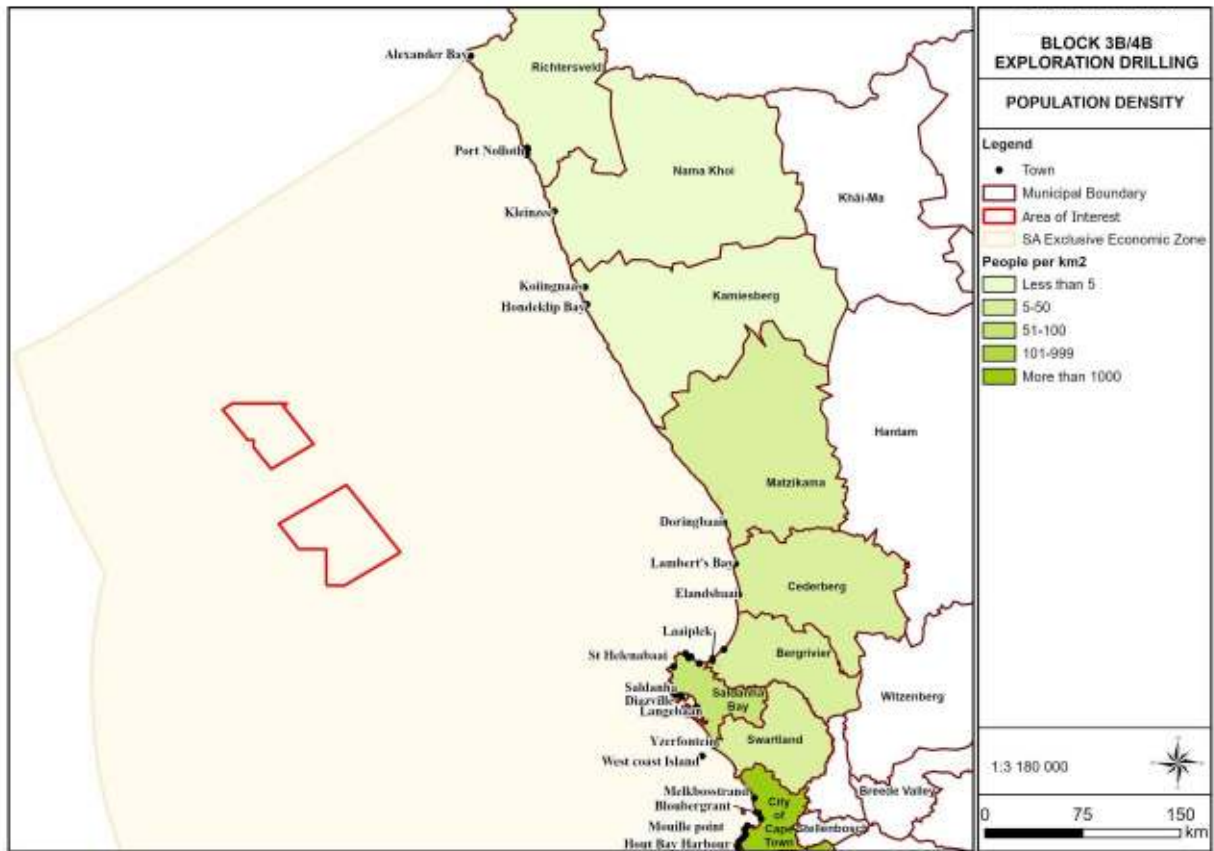 BLOCK 3B/4B
EXPLORATION DRILLING
POPULATION DENSITY
Legend
Town
Municipal Boundary
Area of Interest
SA Exclusive Economic Zone
People per km2
Less than 5
5-50
51-100
101-999
More than 1000
1:3 180 000
0 75 150
km
Alexander Bay
Richtersveld
Port Nolloth
Nama Khoi
Khâi-Ma
Kleinzee
Koiingnaas
Kamiesberg
Hondeklip Bay
Hantam
Matzikama
Doringbaai
Lambert's Bay
Cederberg
Elandsbaai
Laaiplek
St Helenabaai
Bergrivier
Witzenberg
Saldanha
Diazville
Langebaan
Saldanha
Bay
Yzerfontein
Swartland
West coast Island
Melkbosstrand
Bloubergrant
City
of
Cape
Town
Breede Valley
Mouille point
Stellenbosch
Hout Bay Harbour